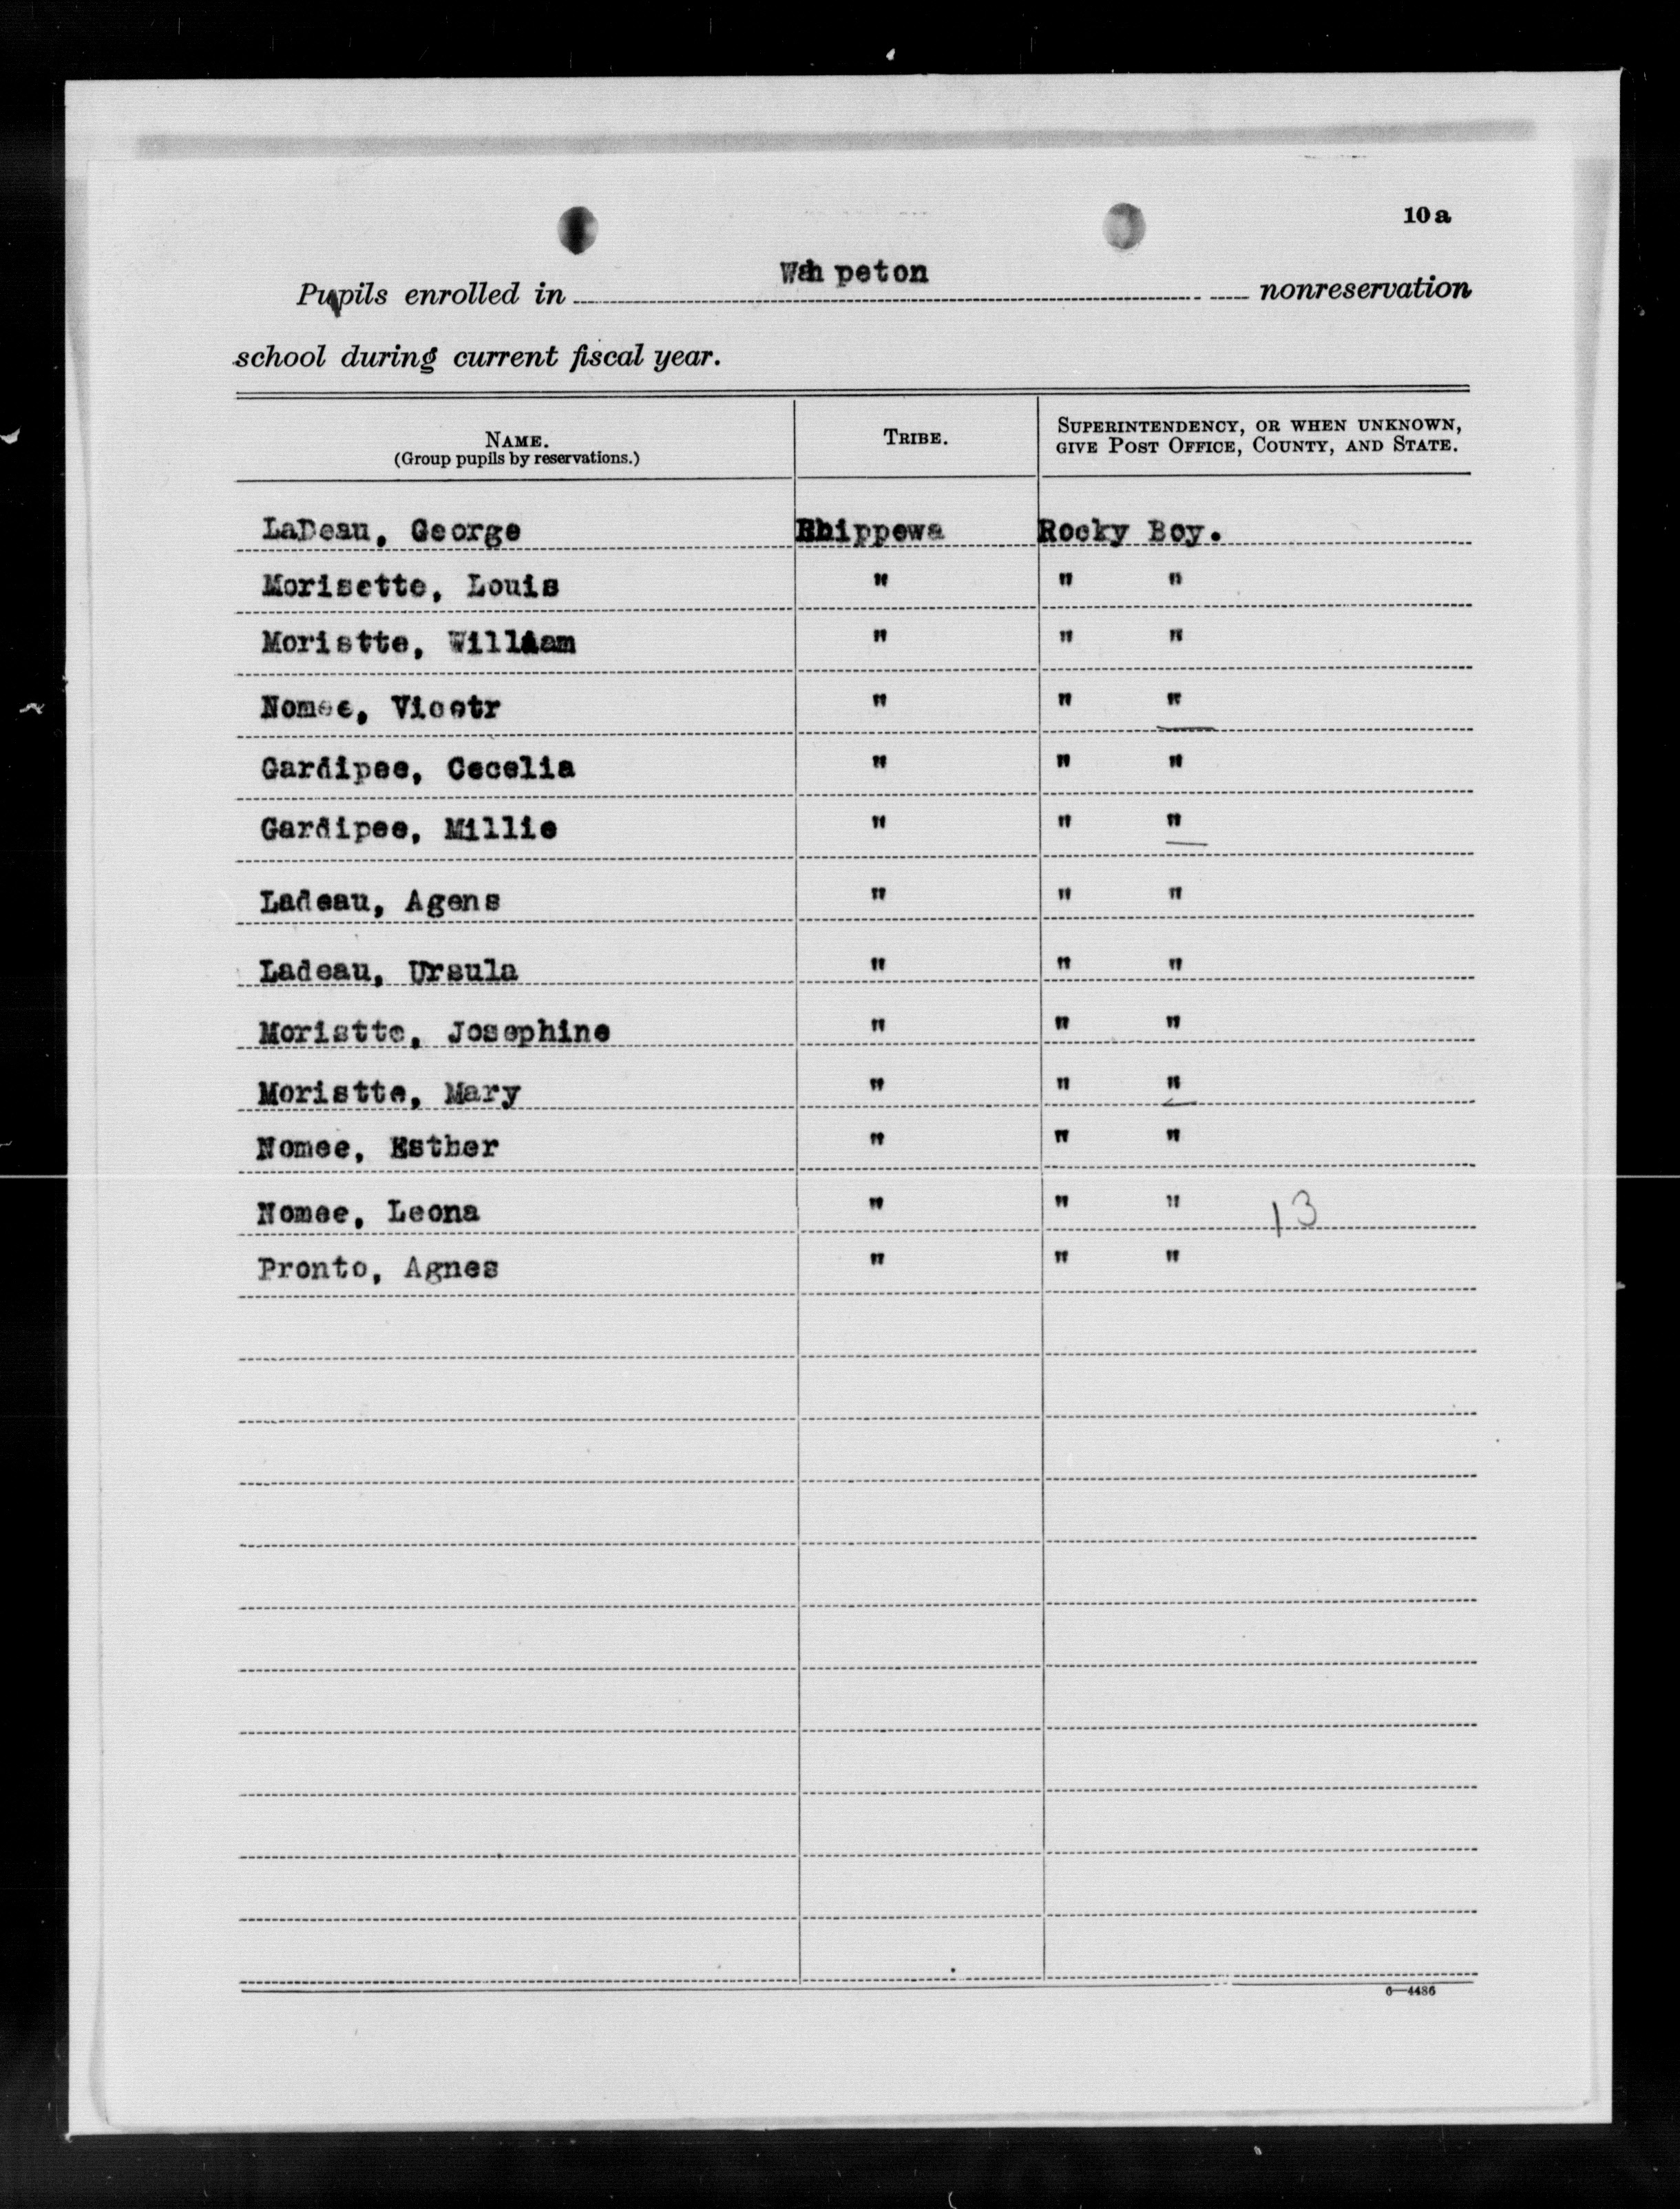 10a
Pupils enrolled in Wahpeton nonreservation
school during current fiscal year.
NAME.
(Group pupils by reservations.)
TRIBE.
SUPERINTENDENCY, OR WHEN UNKNOWN,
GIVE POST OFFICE, COUNTY, AND STATE.
LaDeau, George Chippewa Rocky Boy.
Morisette, Louis " " "
Moristte, William " " "
Nomee, Vicotr " " "
Gardipee, Cecelia " " "
Gardipee, Millie " " "
Ladeau, Agens " " "
Ladeau, Ursula " " "
Moristte, Josephine " " "
Moristte, Mary " " "
Nomee, Esther " " "
Nomee, Leona " " " 13
Pronto, Agnes " " "
6—4486